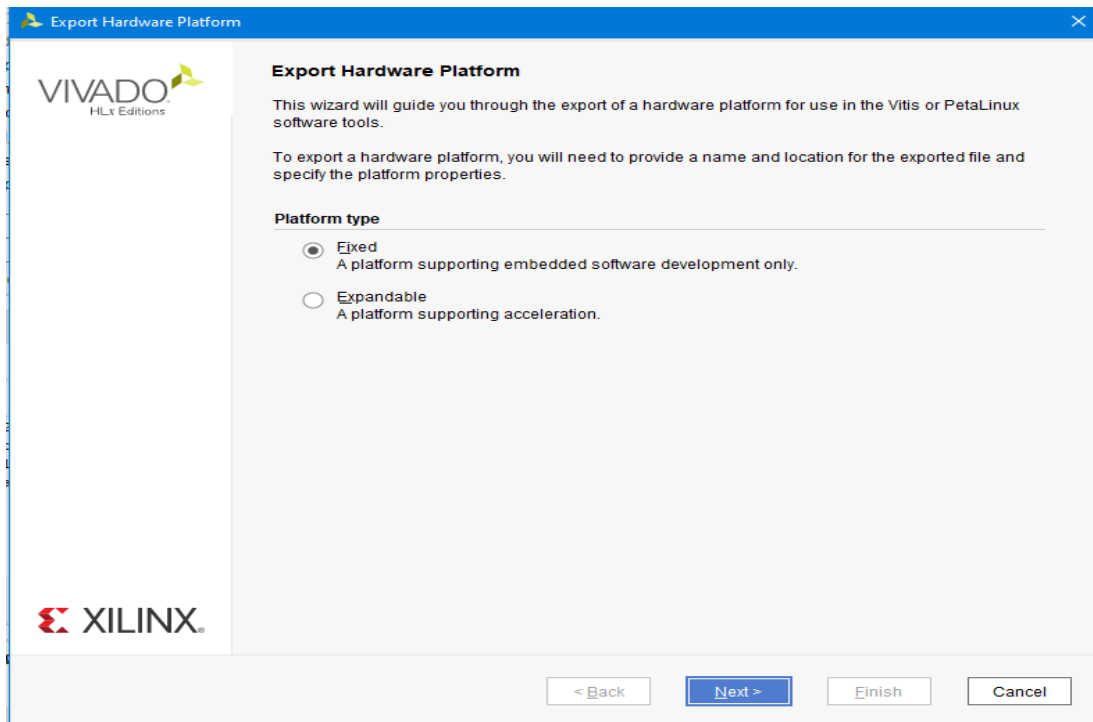 Export Hardware Platform
VIVADO
HLx Editions
Export Hardware Platform
This wizard will guide you through the export of a hardware platform for use in the Vitis or PetaLinux
software tools.
To export a hardware platform, you will need to provide a name and location for the exported file and
specify the platform properties.
Platform type
Fixed
A platform supporting embedded software development only.
Expandable
A platform supporting acceleration.
XILINX
< Back
Next >
Finish
Cancel